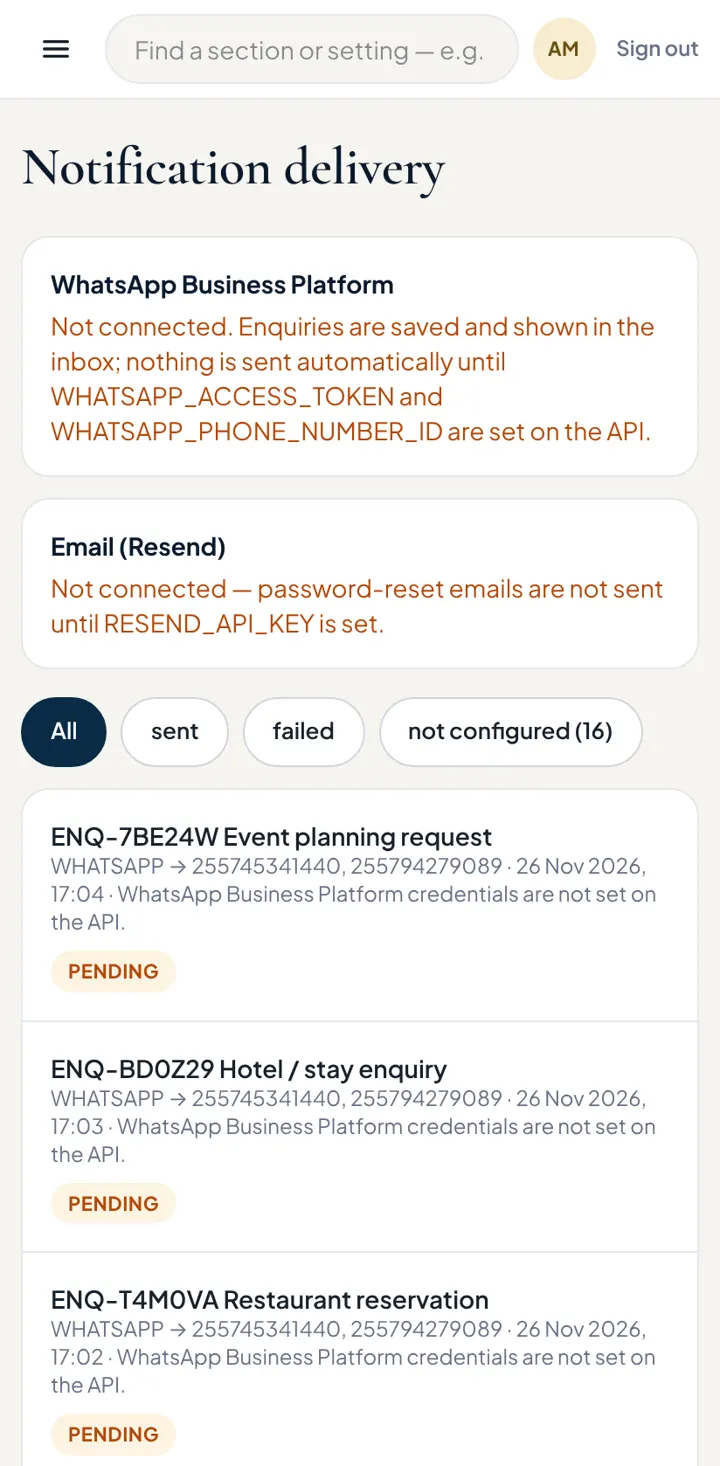 Find a section or setting — e.g.
AM
Sign out
Notification delivery
WhatsApp Business Platform
Not connected. Enquiries are saved and shown in the
inbox; nothing is sent automatically until
WHATSAPP_ACCESS_TOKEN and
WHATSAPP_PHONE_NUMBER_ID are set on the API.
Email (Resend)
Not connected — password-reset emails are not sent
until RESEND_API_KEY is set.
All
sent
failed
not configured (16)
ENQ-7BE24W Event planning request
WHATSAPP → 255745341440, 255794279089 · 26 Nov 2026,
17:04 · WhatsApp Business Platform credentials are not set on
the API.
PENDING
ENQ-BD0Z29 Hotel / stay enquiry
WHATSAPP → 255745341440, 255794279089 · 26 Nov 2026,
17:03 · WhatsApp Business Platform credentials are not set on
the API.
PENDING
ENQ-T4M0VA Restaurant reservation
WHATSAPP → 255745341440, 255794279089 · 26 Nov 2026,
17:02 · WhatsApp Business Platform credentials are not set on
the API.
PENDING